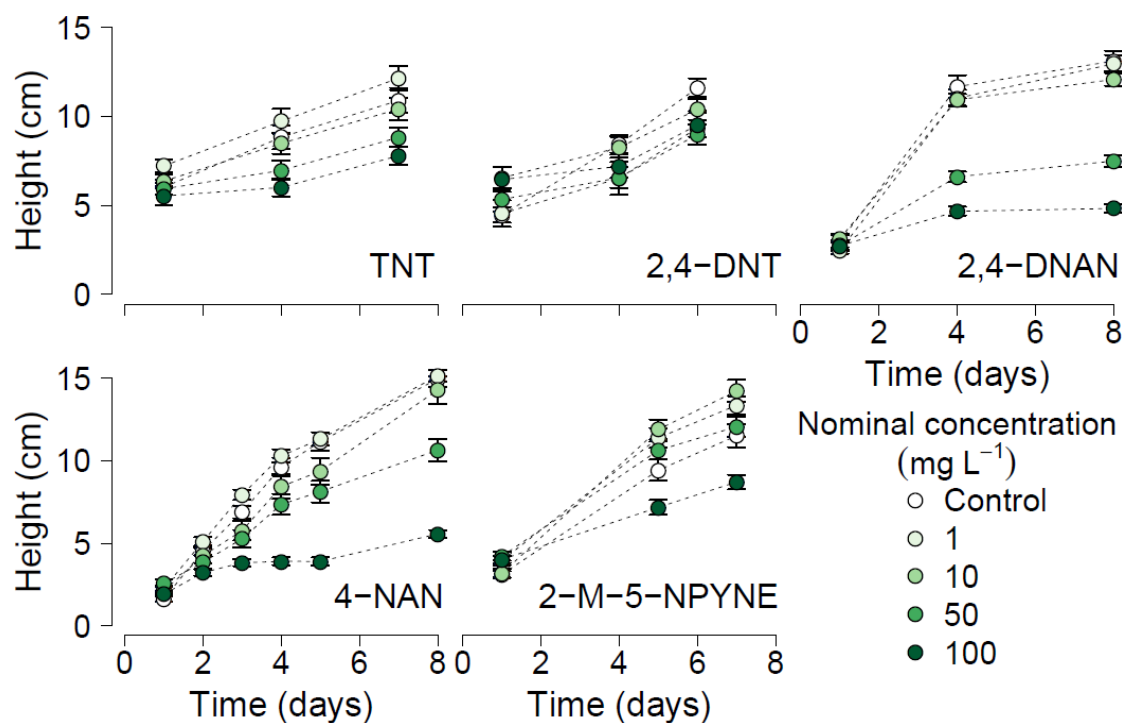 15
10
5
0
Height (cm)
TNT
2,4−DNT
2,4−DNAN
0 2 4 6 8
Time (days)
15
10
5
0
Height (cm)
4−NAN
2−M−5−NPYNE
0 2 4 6 8
Time (days)
0 2 4 6 8
Time (days)
Nominal concentration
(mg L⁻¹)
Control
1
10
50
100